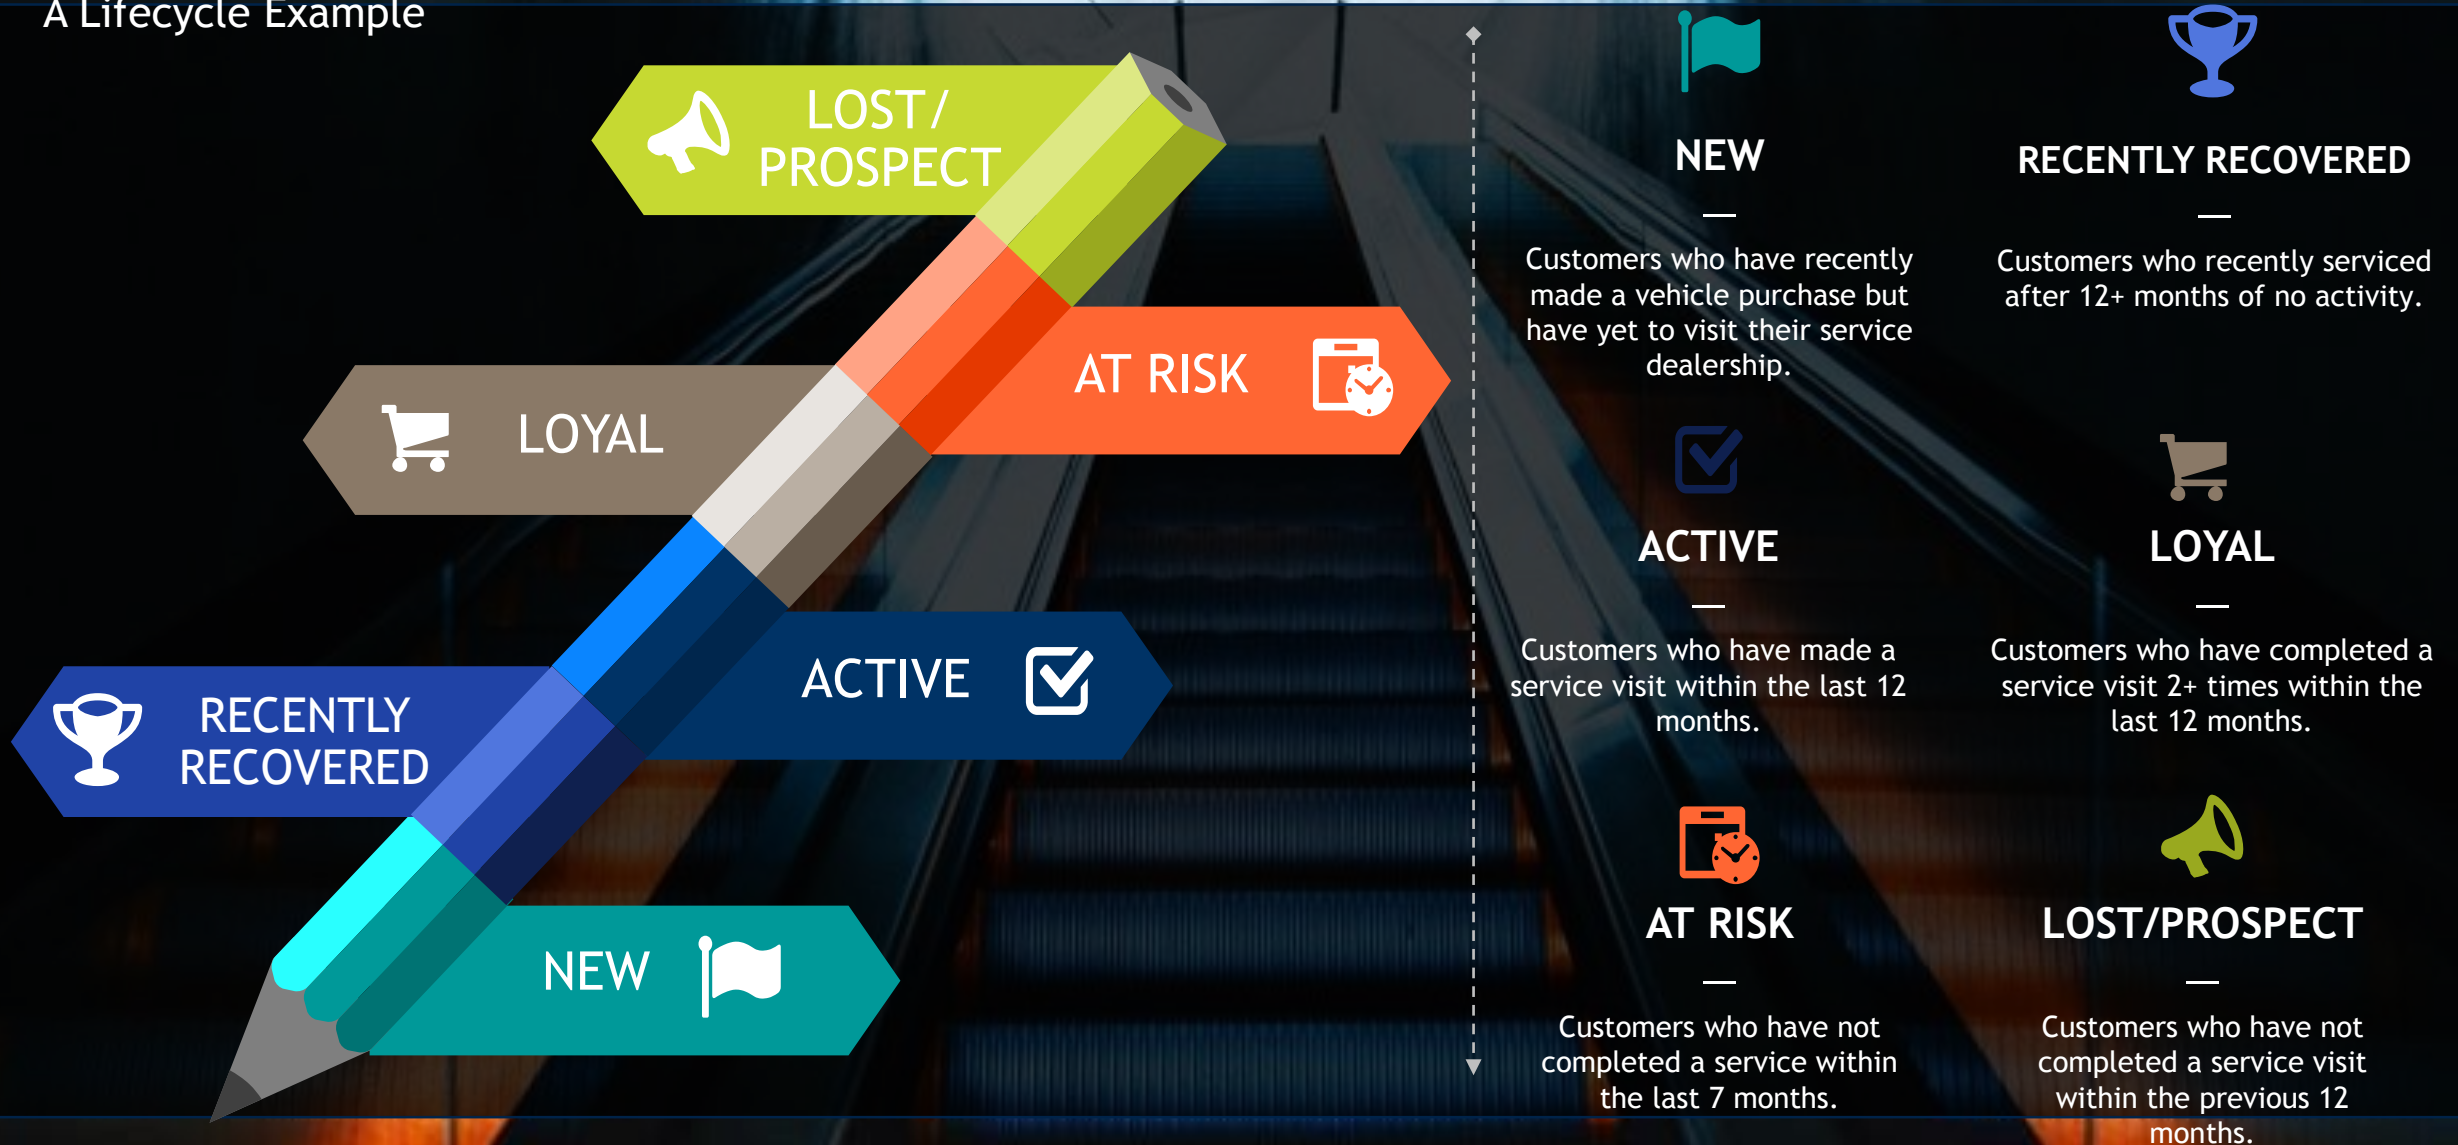 A Lifecycle Example
LOST/
PROSPECT
AT RISK
LOYAL
ACTIVE
RECENTLY
RECOVERED
NEW
NEW
Customers who have recently
made a vehicle purchase but
have yet to visit their service
dealership.
RECENTLY RECOVERED
Customers who recently serviced
after 12+ months of no activity.
ACTIVE
Customers who have made a
service visit within the last 12
months.
LOYAL
Customers who have completed a
service visit 2+ times within the
last 12 months.
AT RISK
Customers who have not
completed a service within
the last 7 months.
LOST/PROSPECT
Customers who have not
completed a service visit
within the previous 12
months.